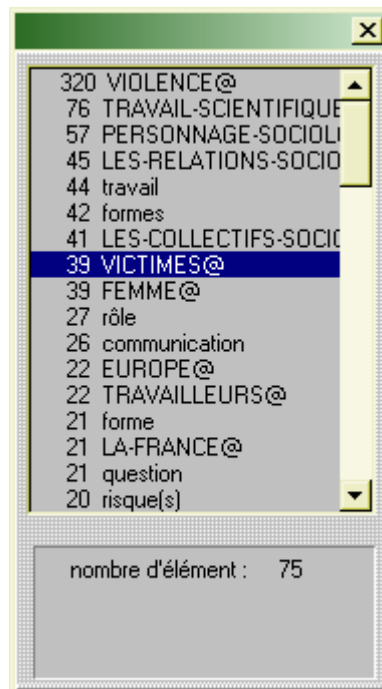 320 VIOLENCE@
76 TRAVAIL-SCIENTIFIQUE
57 PERSONNAGE-SOCIOL
45 LES-RELATIONS-SOCIO
44 travail
42 formes
41 LES-COLLECTIFS-SOCIO
39 VICTIMES@
39 FEMME@
27 rôle
26 communication
22 EUROPE@
22 TRAVAILLEURS@
21 forme
21 LA-FRANCE@
21 question
20 risque(s)
nombre d'élément : 75